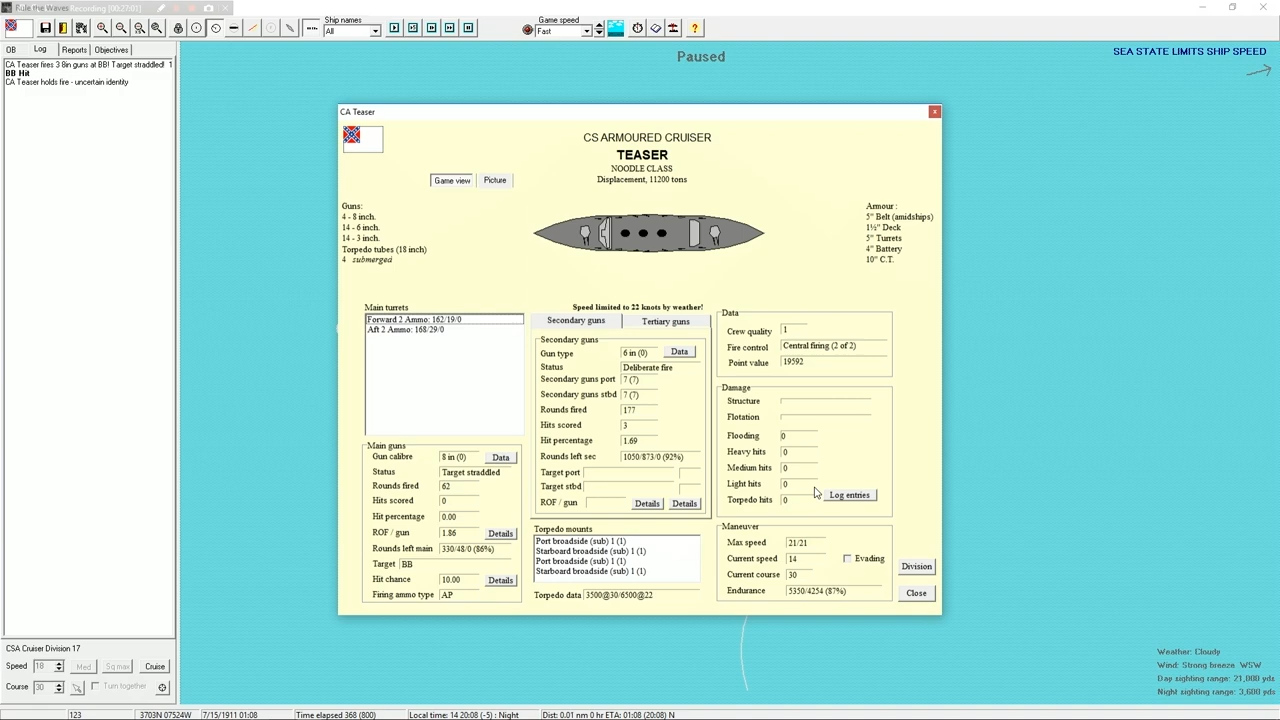 Rule the Waves
Recording [00:27:01]
Ship names
All
Game speed
Fast
OB Log Reports Objectives
Paused
SEA STATE LIMITS SHIP SPEED
CA Teaser fires 3 8in guns at BB! Target straddled! 1
BB Hit
CA Teaser holds fire - uncertain identity
CA Teaser
x
CS ARMOURED CRUISER
TEASER
NOODLE CLASS
Displacement, 11200 tons
Game view Picture
Guns:
4 - 8 inch.
14 - 6 inch.
14 - 3 inch.
Torpedo tubes (18 inch)
4 submerged
Armour :
5" Belt (amidships)
1½" Deck
5" Turrets
4" Battery
10" C.T.
Main turrets
Forward 2 Ammo: 162/19/0
Aft 2 Ammo: 168/29/0
Main guns
Gun calibre 8 in (0) Data
Status Target straddled
Rounds fired 62
Hits scored 0
Hit percentage 0.00
ROF / gun 1.86 Details
Rounds left main 330/48/0 (86%)
Target BB
Hit chance 10.00 Details
Firing ammo type AP
Speed limited to 22 knots by weather!
Secondary guns Tertiary guns
Secondary guns
Gun type 6 in (0) Data
Status Deliberate fire
Secondary guns port 7 (7)
Secondary guns stbd 7 (7)
Rounds fired 177
Hits scored 3
Hit percentage 1.69
Rounds left sec 1050/873/0 (92%)
Target port
Target stbd
ROF / gun Details Details
Torpedo mounts
Port broadside (sub) 1 (1)
Starboard broadside (sub) 1 (1)
Port broadside (sub) 1 (1)
Starboard broadside (sub) 1 (1)
Torpedo data 3500@30/6500@22
Data
Crew quality 1
Fire control Central firing (2 of 2)
Point value 19592
Damage
Structure
Flotation
Flooding 0
Heavy hits 0
Medium hits 0
Light hits 0
Torpedo hits 0
Log entries
Maneuver
Max speed 21/21
Current speed 14
Evading
Current course 30
Endurance 5350/4254 (87%)
Division
Close
CSA Cruiser Division 17
Speed 18 Med Sq max Cruise
Course 30 Turn together
Weather: Cloudy
Wind: Strong breeze WSW
Day sighting range: 21,000 yds
Night sighting range: 3,600 yds
123 3703N 07524W 7/15/1911 01:08 Time elapsed 368 (800) Local time: 14 20:08 (-5) : Night Dist: 0.01 nm 0 hr ETA: 01:08 (20:08) N